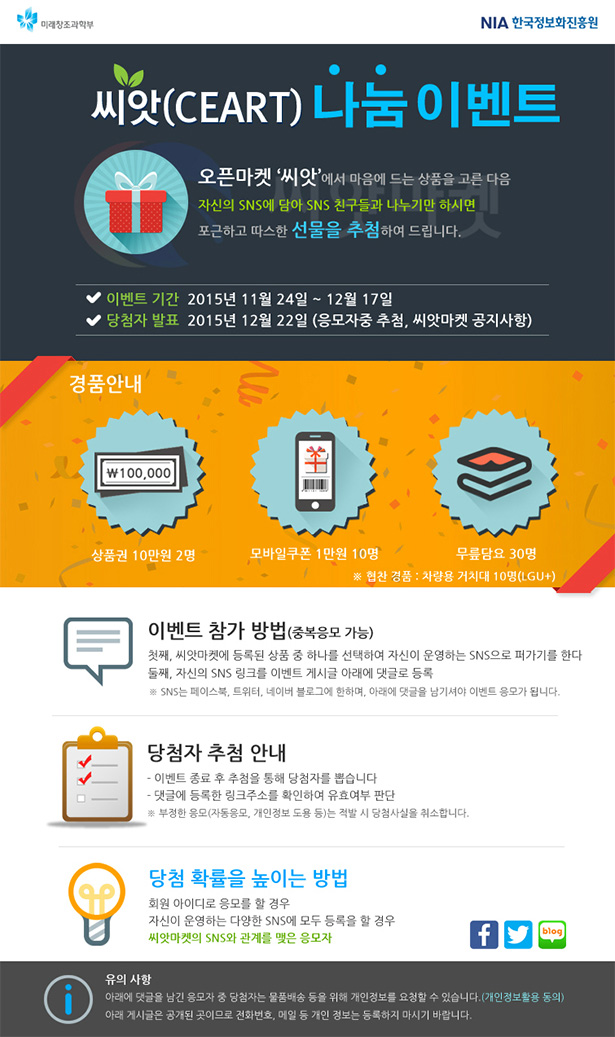 미래창조과학부
NIA 한국정보화진흥원
씨앗(CEART) 나눔 이벤트
오픈마켓 '씨앗'에서 마음에 드는 상품을 고른 다음
자신의 SNS에 담아 SNS 친구들과 나누기만 하시면
포근하고 따스한 선물을 추첨하여 드립니다.
씨앗마켓
이벤트 기간 2015년 11월 24일 ~ 12월 17일
당첨자 발표 2015년 12월 22일 (응모자중 추첨, 씨앗마켓 공지사항)
경품안내
₩100,000
상품권 10만원 2명
모바일쿠폰 1만원 10명
무릎담요 30명
※ 협찬 경품 : 차량용 거치대 10명(LGU+)
이벤트 참가 방법(중복응모 가능)
첫째, 씨앗마켓에 등록된 상품 중 하나를 선택하여 자신이 운영하는 SNS으로 퍼가기를 한다
둘째, 자신의 SNS 링크를 이벤트 게시글 아래에 댓글로 등록
※ SNS는 페이스북, 트위터, 네이버 블로그에 한하며, 아래에 댓글을 남기셔야 이벤트 응모가 됩니다.
당첨자 추첨 안내
- 이벤트 종료 후 추첨을 통해 당첨자를 뽑습니다
- 댓글에 등록한 링크주소를 확인하여 유효여부 판단
※ 부정한 응모(자동응모, 개인정보 도용 등)는 적발 시 당첨사실을 취소합니다.
당첨 확률을 높이는 방법
회원 아이디로 응모를 할 경우
자신이 운영하는 다양한 SNS에 모두 등록을 할 경우
씨앗마켓의 SNS와 관계를 맺은 응모자
blog
유의 사항
아래에 댓글을 남긴 응모자 중 당첨자는 물품배송 등을 위해 개인정보를 요청할 수 있습니다.(개인정보활용 동의)
아래 게시글은 공개된 곳이므로 전화번호, 메일 등 개인 정보는 등록하지 마시기 바랍니다.